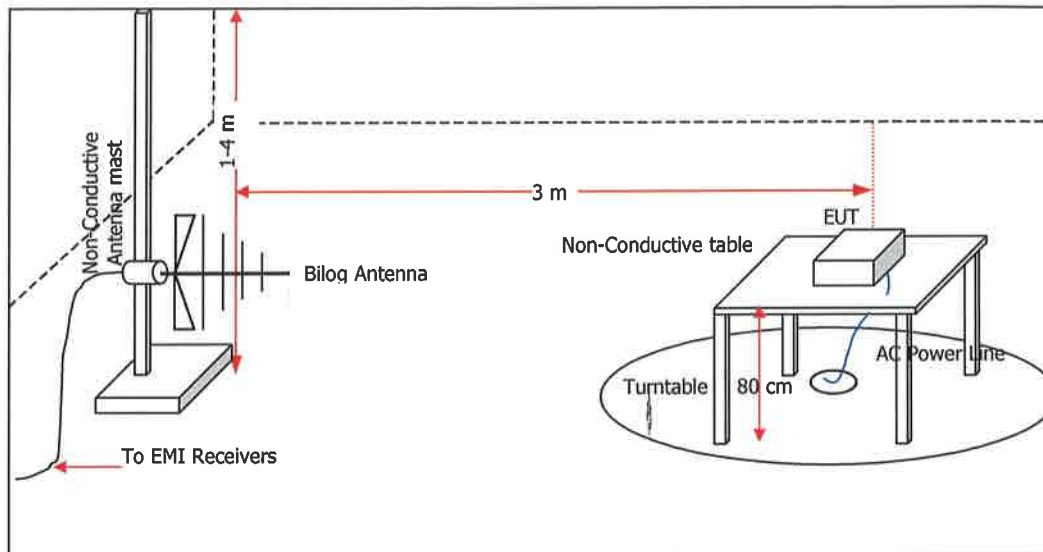 1-4 m
Non-Conductive
Antenna mast
3 m
EUT
Non-Conductive table
Bilog Antenna
AC Power Line
Turntable
80 cm
To EMI Receivers